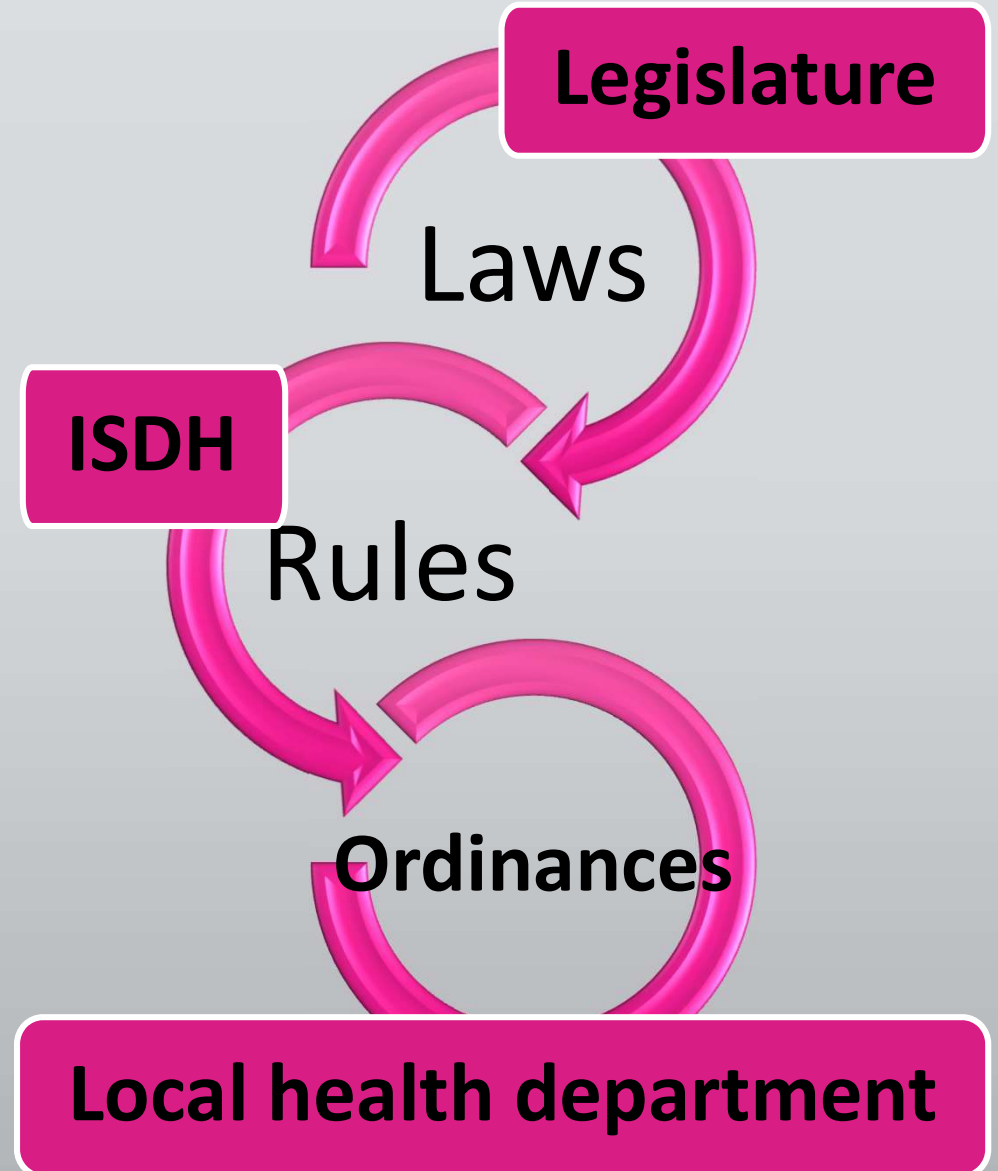 Legislature
Laws
ISDH
Rules
Ordinances
Local health department